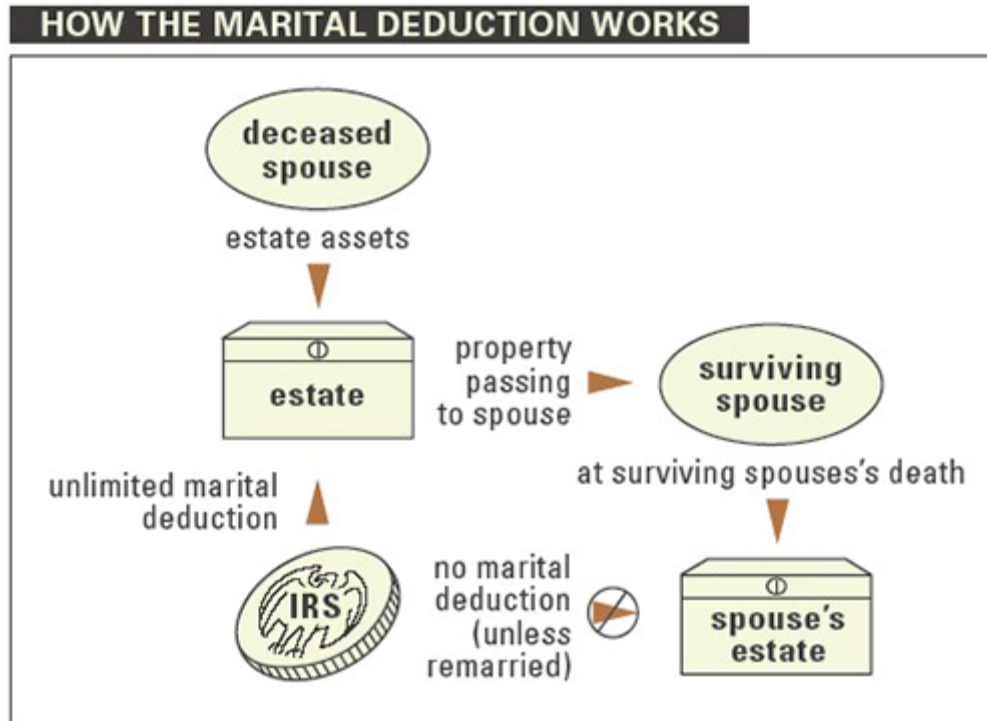 HOW THE MARITAL DEDUCTION WORKS
deceased
spouse
estate assets
estate
property
passing
to spouse
surviving
spouse
at surviving spouses's death
unlimited marital
deduction
IRS
no marital
deduction
(unless
remarried)
spouse's
estate